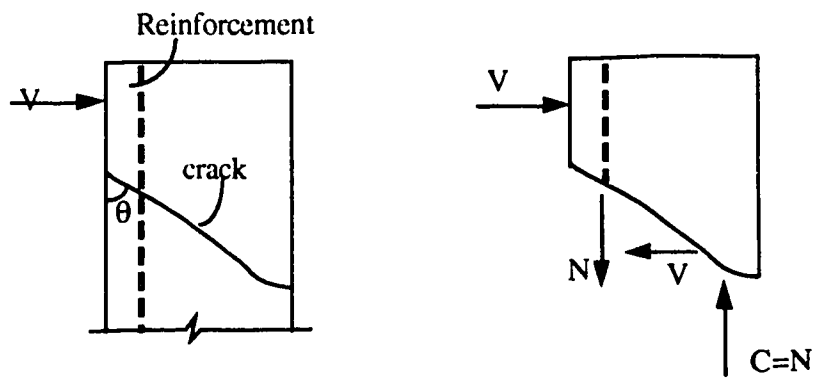 Reinforcement
V
crack
θ
V
N
V
C=N